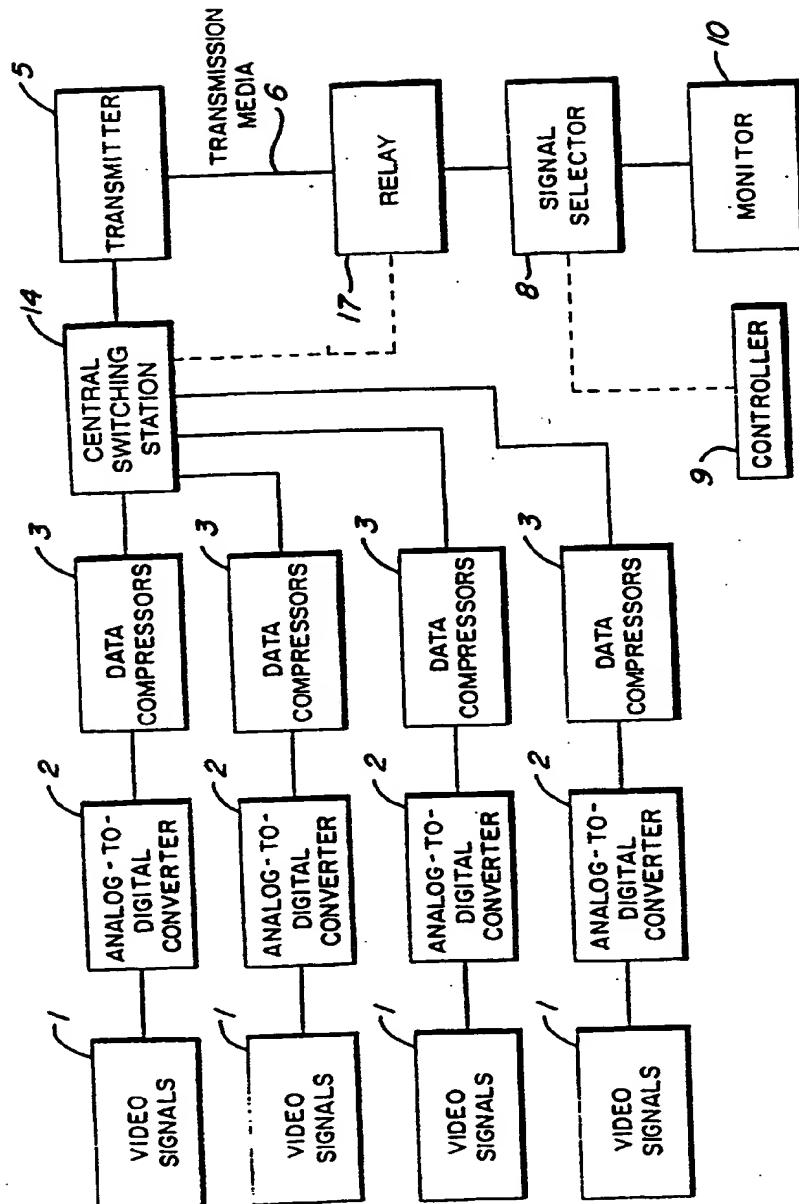 1
VIDEO
SIGNALS
2
ANALOG-TO-
DIGITAL
CONVERTER
3
DATA
COMPRESSORS
1
VIDEO
SIGNALS
2
ANALOG-TO-
DIGITAL
CONVERTER
3
DATA
COMPRESSORS
1
VIDEO
SIGNALS
2
ANALOG-TO-
DIGITAL
CONVERTER
3
DATA
COMPRESSORS
1
VIDEO
SIGNALS
2
ANALOG-TO-
DIGITAL
CONVERTER
3
DATA
COMPRESSORS
14
CENTRAL
SWITCHING
STATION
5
TRANSMITTER
TRANSMISSION
MEDIA
6
17
RELAY
8
SIGNAL
SELECTOR
9
CONTROLLER
10
MONITOR